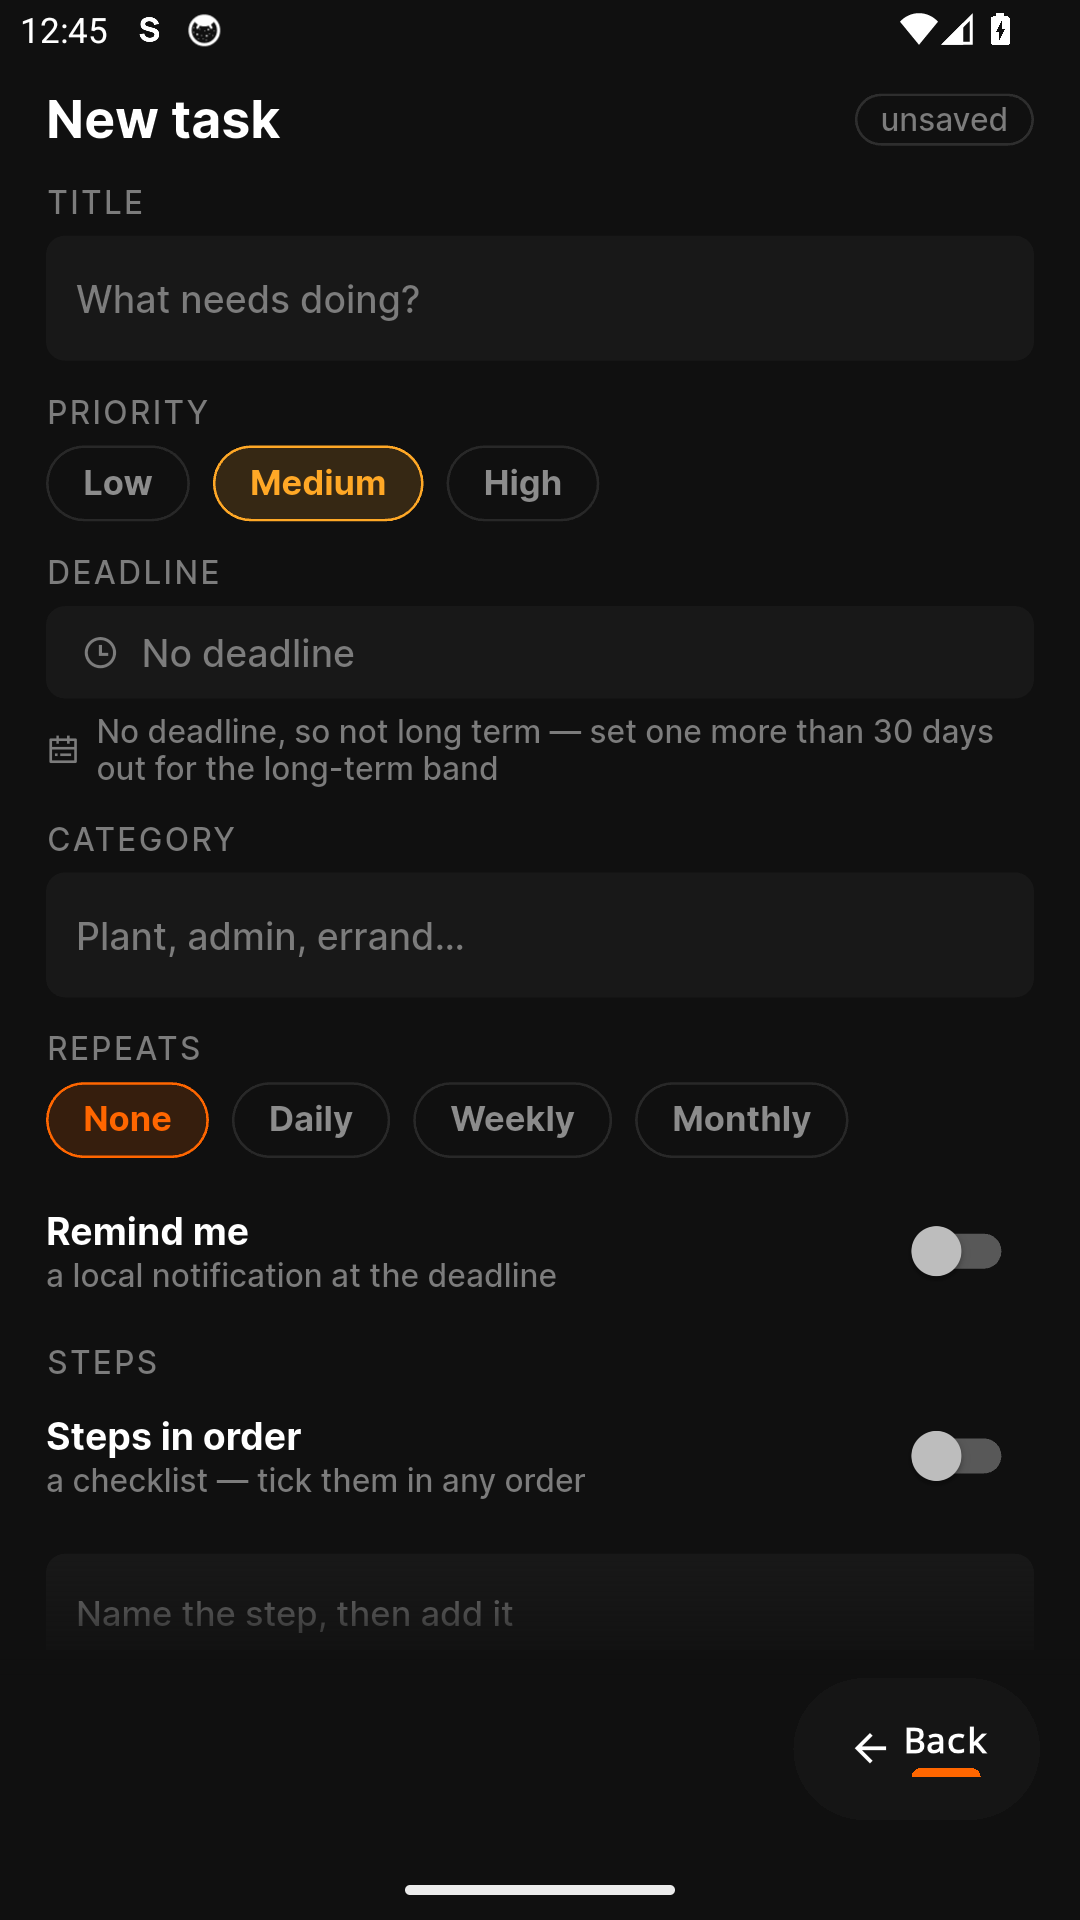 12:45 S
New task
unsaved
TITLE
What needs doing?
PRIORITY
Low Medium High
DEADLINE
No deadline
No deadline, so not long term — set one more than 30 days
out for the long-term band
CATEGORY
Plant, admin, errand...
REPEATS
None Daily Weekly Monthly
Remind me
a local notification at the deadline
STEPS
Steps in order
a checklist — tick them in any order
Name the step, then add it
Back